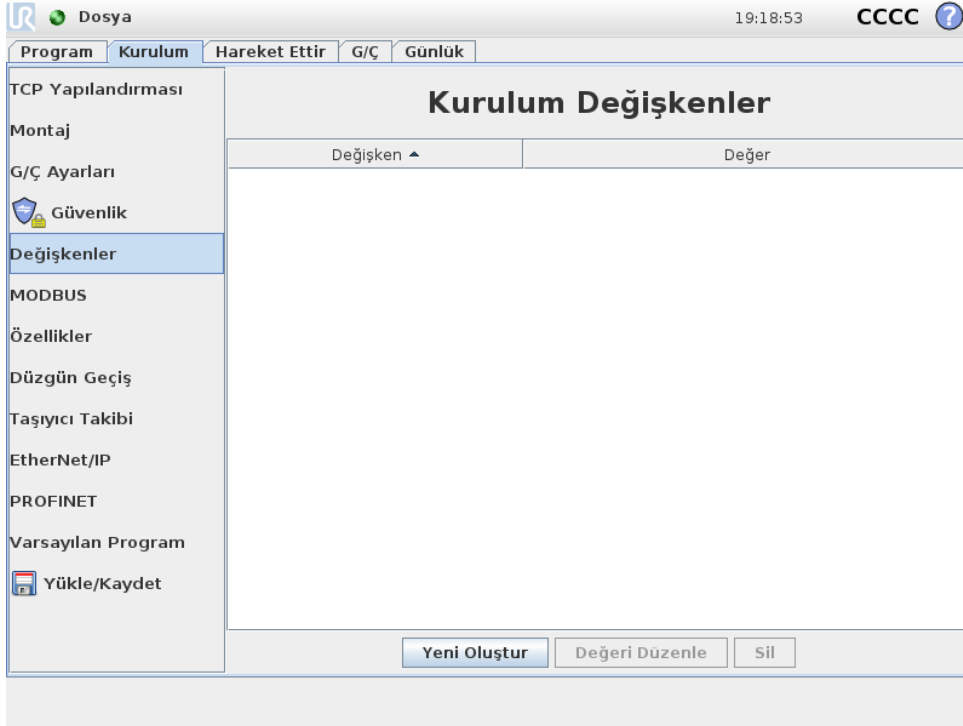 UR Dosya 19:18:53 CCCC ?
Program Kurulum Hareket Ettir G/Ç Günlük
TCP Yapılandırması
Montaj
G/Ç Ayarları
Güvenlik
Değişkenler
MODBUS
Özellikler
Düzgün Geçiş
Taşıyıcı Takibi
EtherNet/IP
PROFINET
Varsayılan Program
Yükle/Kaydet
Kurulum Değişkenler
Değişken Değer
Yeni Oluştur Değeri Düzenle Sil